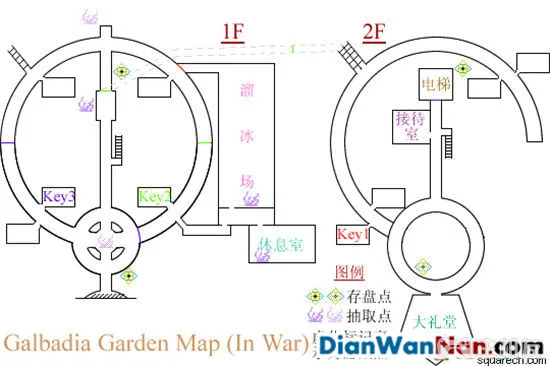 1F
2F
溜冰场
电梯
接待室
Key3
Key2
Key1
休息室
图例
存盘点
抽取点
大礼堂
Galbadia Garden Map (In War)
DianWanNan.com
squarecn.com